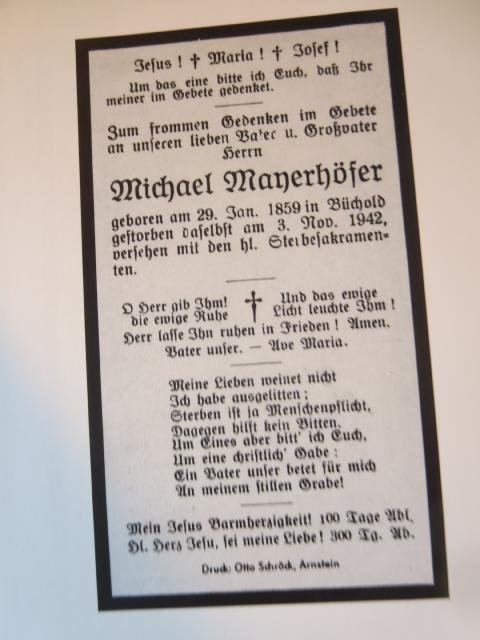 Jesus ! † Maria ! † Josef !
Um das eine bitte ich Euch, daß Ihr
meiner im Gebete gedenket.
Zum frommen Gedenken im Gebete
an unseren lieben Vater u. Großvater
Herrn
Michael Mayerhöfer
geboren am 29. Jan. 1859 in Büchold
gestorben daselbst am 3. Nov. 1942,
versehen mit den hl. Sterbesakramen-
ten.
O Herr gib Ihm!
die ewige Ruhe
†
Und das ewige
Licht leuchte Ihm !
Herr lasse Ihn ruhen in Frieden ! Amen.
Vater unser. — Ave Maria.
Meine Lieben weinet nicht
Ich habe ausgelitten ;
Sterben ist ja Menschenpflicht,
Dagegen hilft kein Bitten.
Um Eines aber bitt' ich Euch,
Um eine christlich' Gabe :
Ein Vater unser betet für mich
An meinem stillen Grabe!
Mein Jesus Barmherzigkeit! 100 Tage Abl.
Hl. Herz Jesu, sei meine Liebe! 300 Tg. Ab.
Druck: Otto Schröck, Arnstein